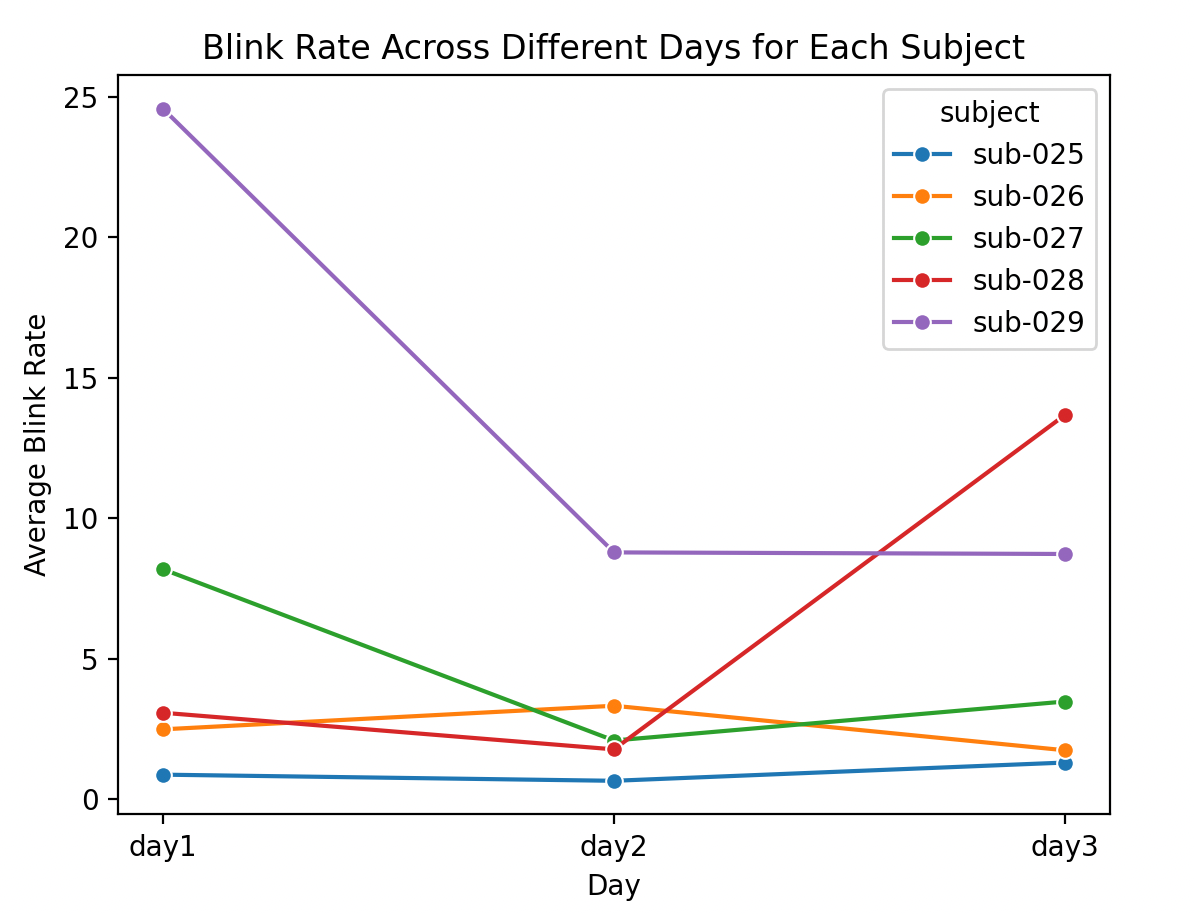 Blink Rate Across Different Days for Each Subject
25
20
15
10
5
0
Average Blink Rate
subject
sub-025
sub-026
sub-027
sub-028
sub-029
day1 day2 day3
Day